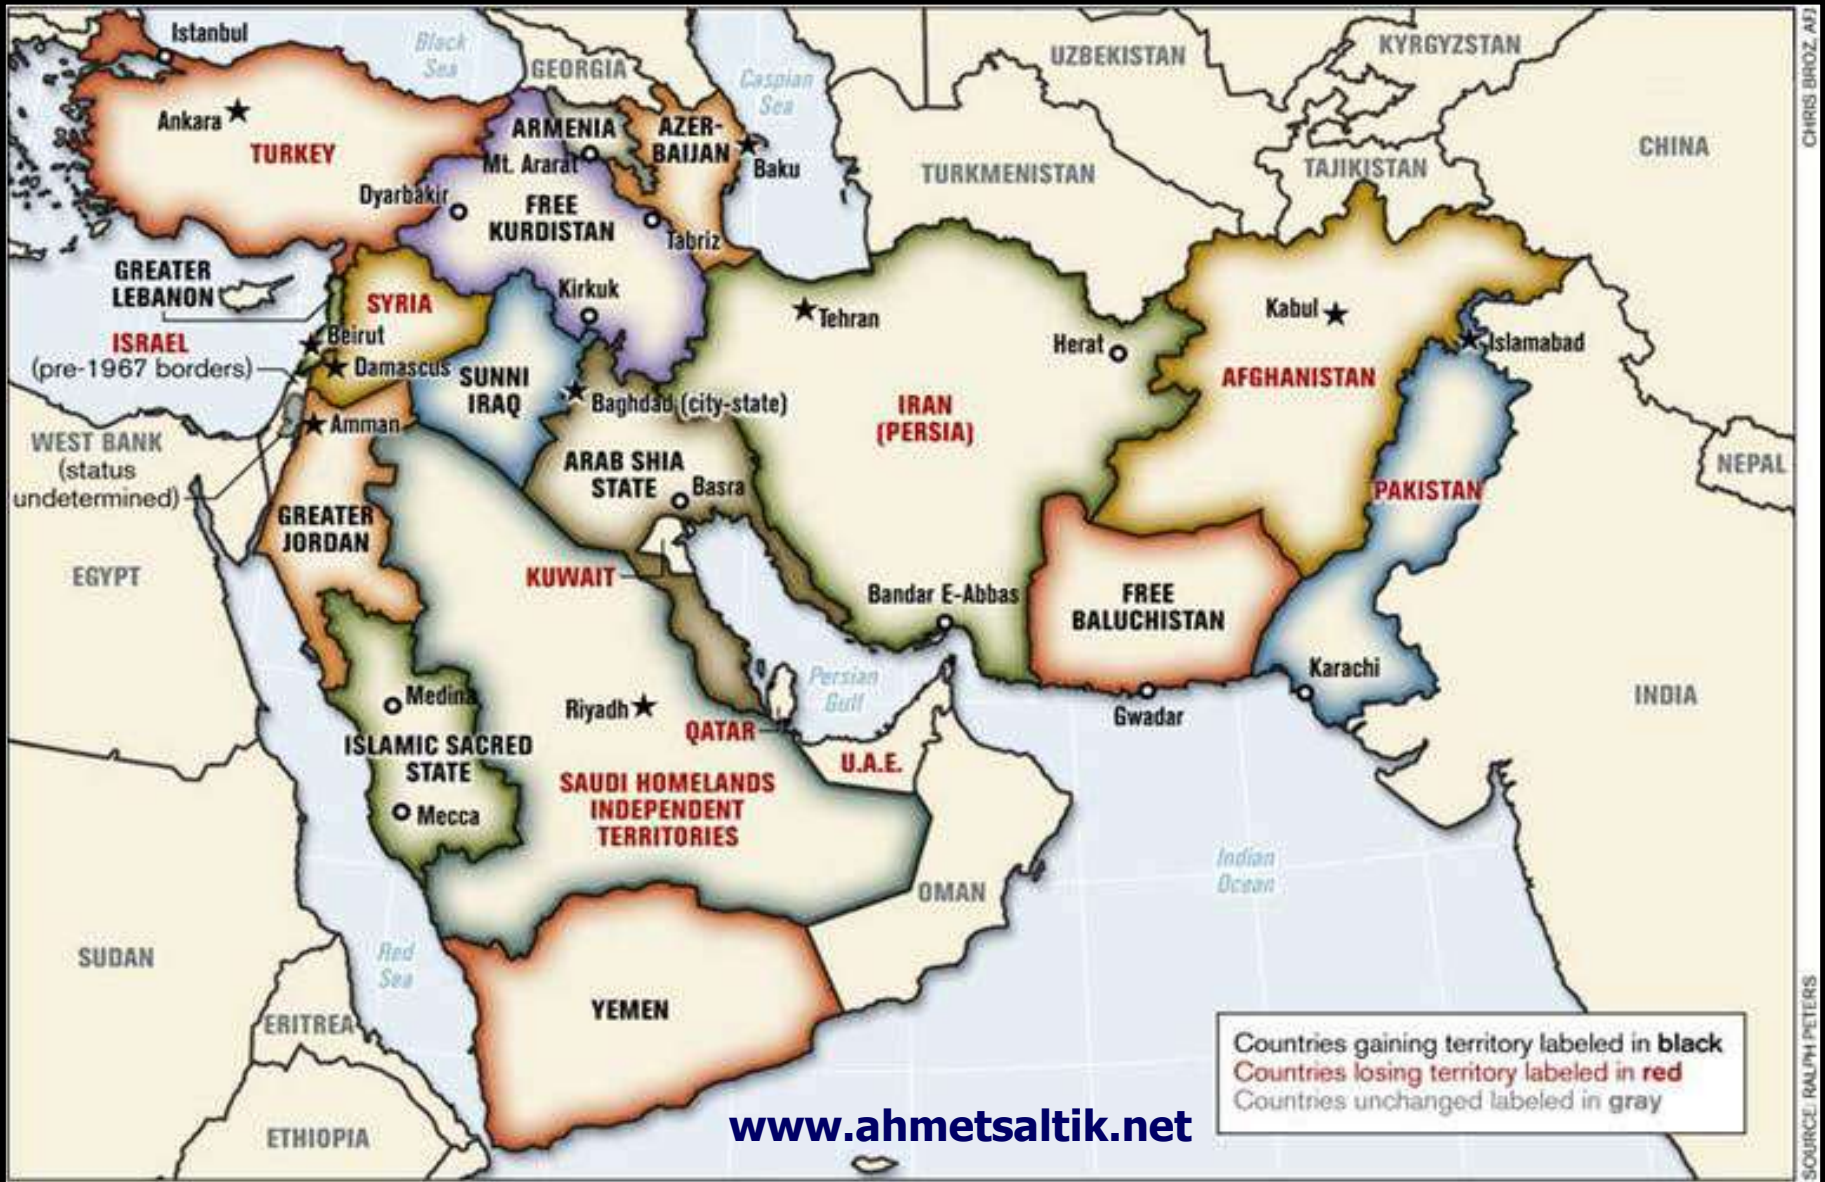 Istanbul
Black
Sea
GEORGIA
Caspian
Sea
UZBEKISTAN
KYRGYZSTAN
CHRIS BROZ, AFJ
Ankara
TURKEY
ARMENIA
Mt. Ararat
AZER-
BAIJAN
Baku
TURKMENISTAN
TAJIKISTAN
CHINA
Dyarbakir
FREE
KURDISTAN
Tabriz
GREATER
LEBANON
SYRIA
Kirkuk
Tehran
Herat
Kabul
Islamabad
ISRAEL
(pre-1967 borders)
Beirut
Damascus
SUNNI
IRAQ
Baghdad (city-state)
IRAN
(PERSIA)
AFGHANISTAN
WEST BANK
(status
undetermined)
Amman
ARAB SHIA
STATE
Basra
PAKISTAN
NEPAL
GREATER
JORDAN
EGYPT
KUWAIT
Bandar E-Abbas
FREE
BALUCHISTAN
Karachi
Gwadar
INDIA
Medina
Riyadh
Persian
Gulf
QATAR
ISLAMIC SACRED
STATE
U.A.E.
Mecca
SAUDI HOMELANDS
INDEPENDENT
TERRITORIES
Indian
Ocean
OMAN
SUDAN
Red
Sea
YEMEN
ERITREA
ETHIOPIA
Countries gaining territory labeled in black
Countries losing territory labeled in red
Countries unchanged labeled in gray
www.ahmetsaltik.net
SOURCE: RALPH PETERS